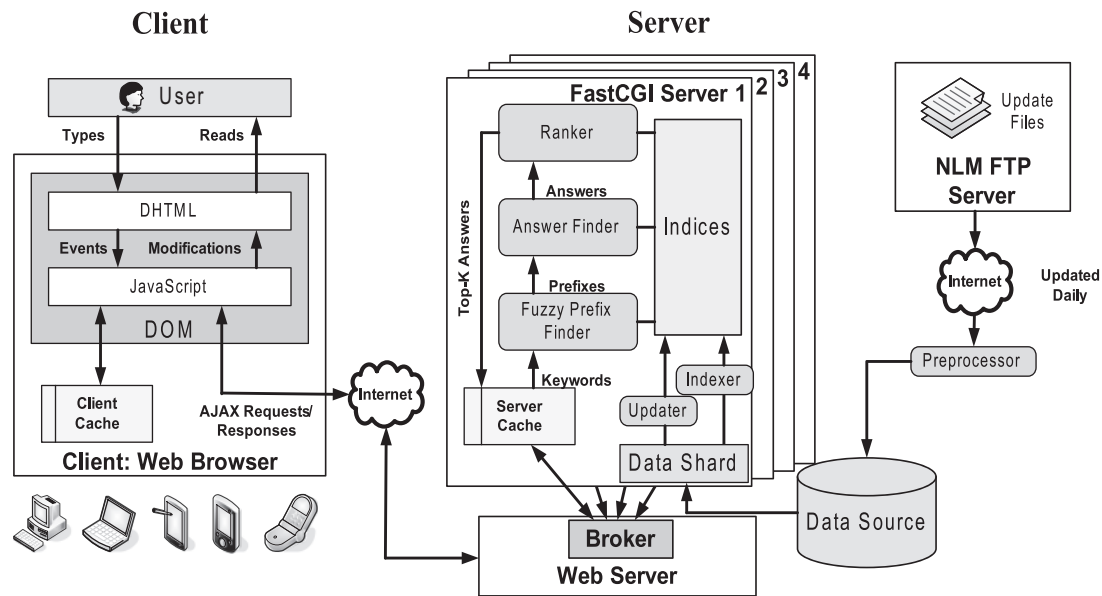 Client
Server
User
Types
Reads
DHTML
Events
Modifications
JavaScript
DOM
Client
Cache
AJAX Requests/
Responses
Client: Web Browser
Internet
FastCGI Server 1
2
3
4
Ranker
Answers
Answer Finder
Prefixes
Fuzzy Prefix
Finder
Keywords
Top-K Answers
Server
Cache
Indices
Indexer
Updater
Data Shard
Broker
Web Server
Update
Files
NLM FTP
Server
Internet
Updated
Daily
Preprocessor
Data Source